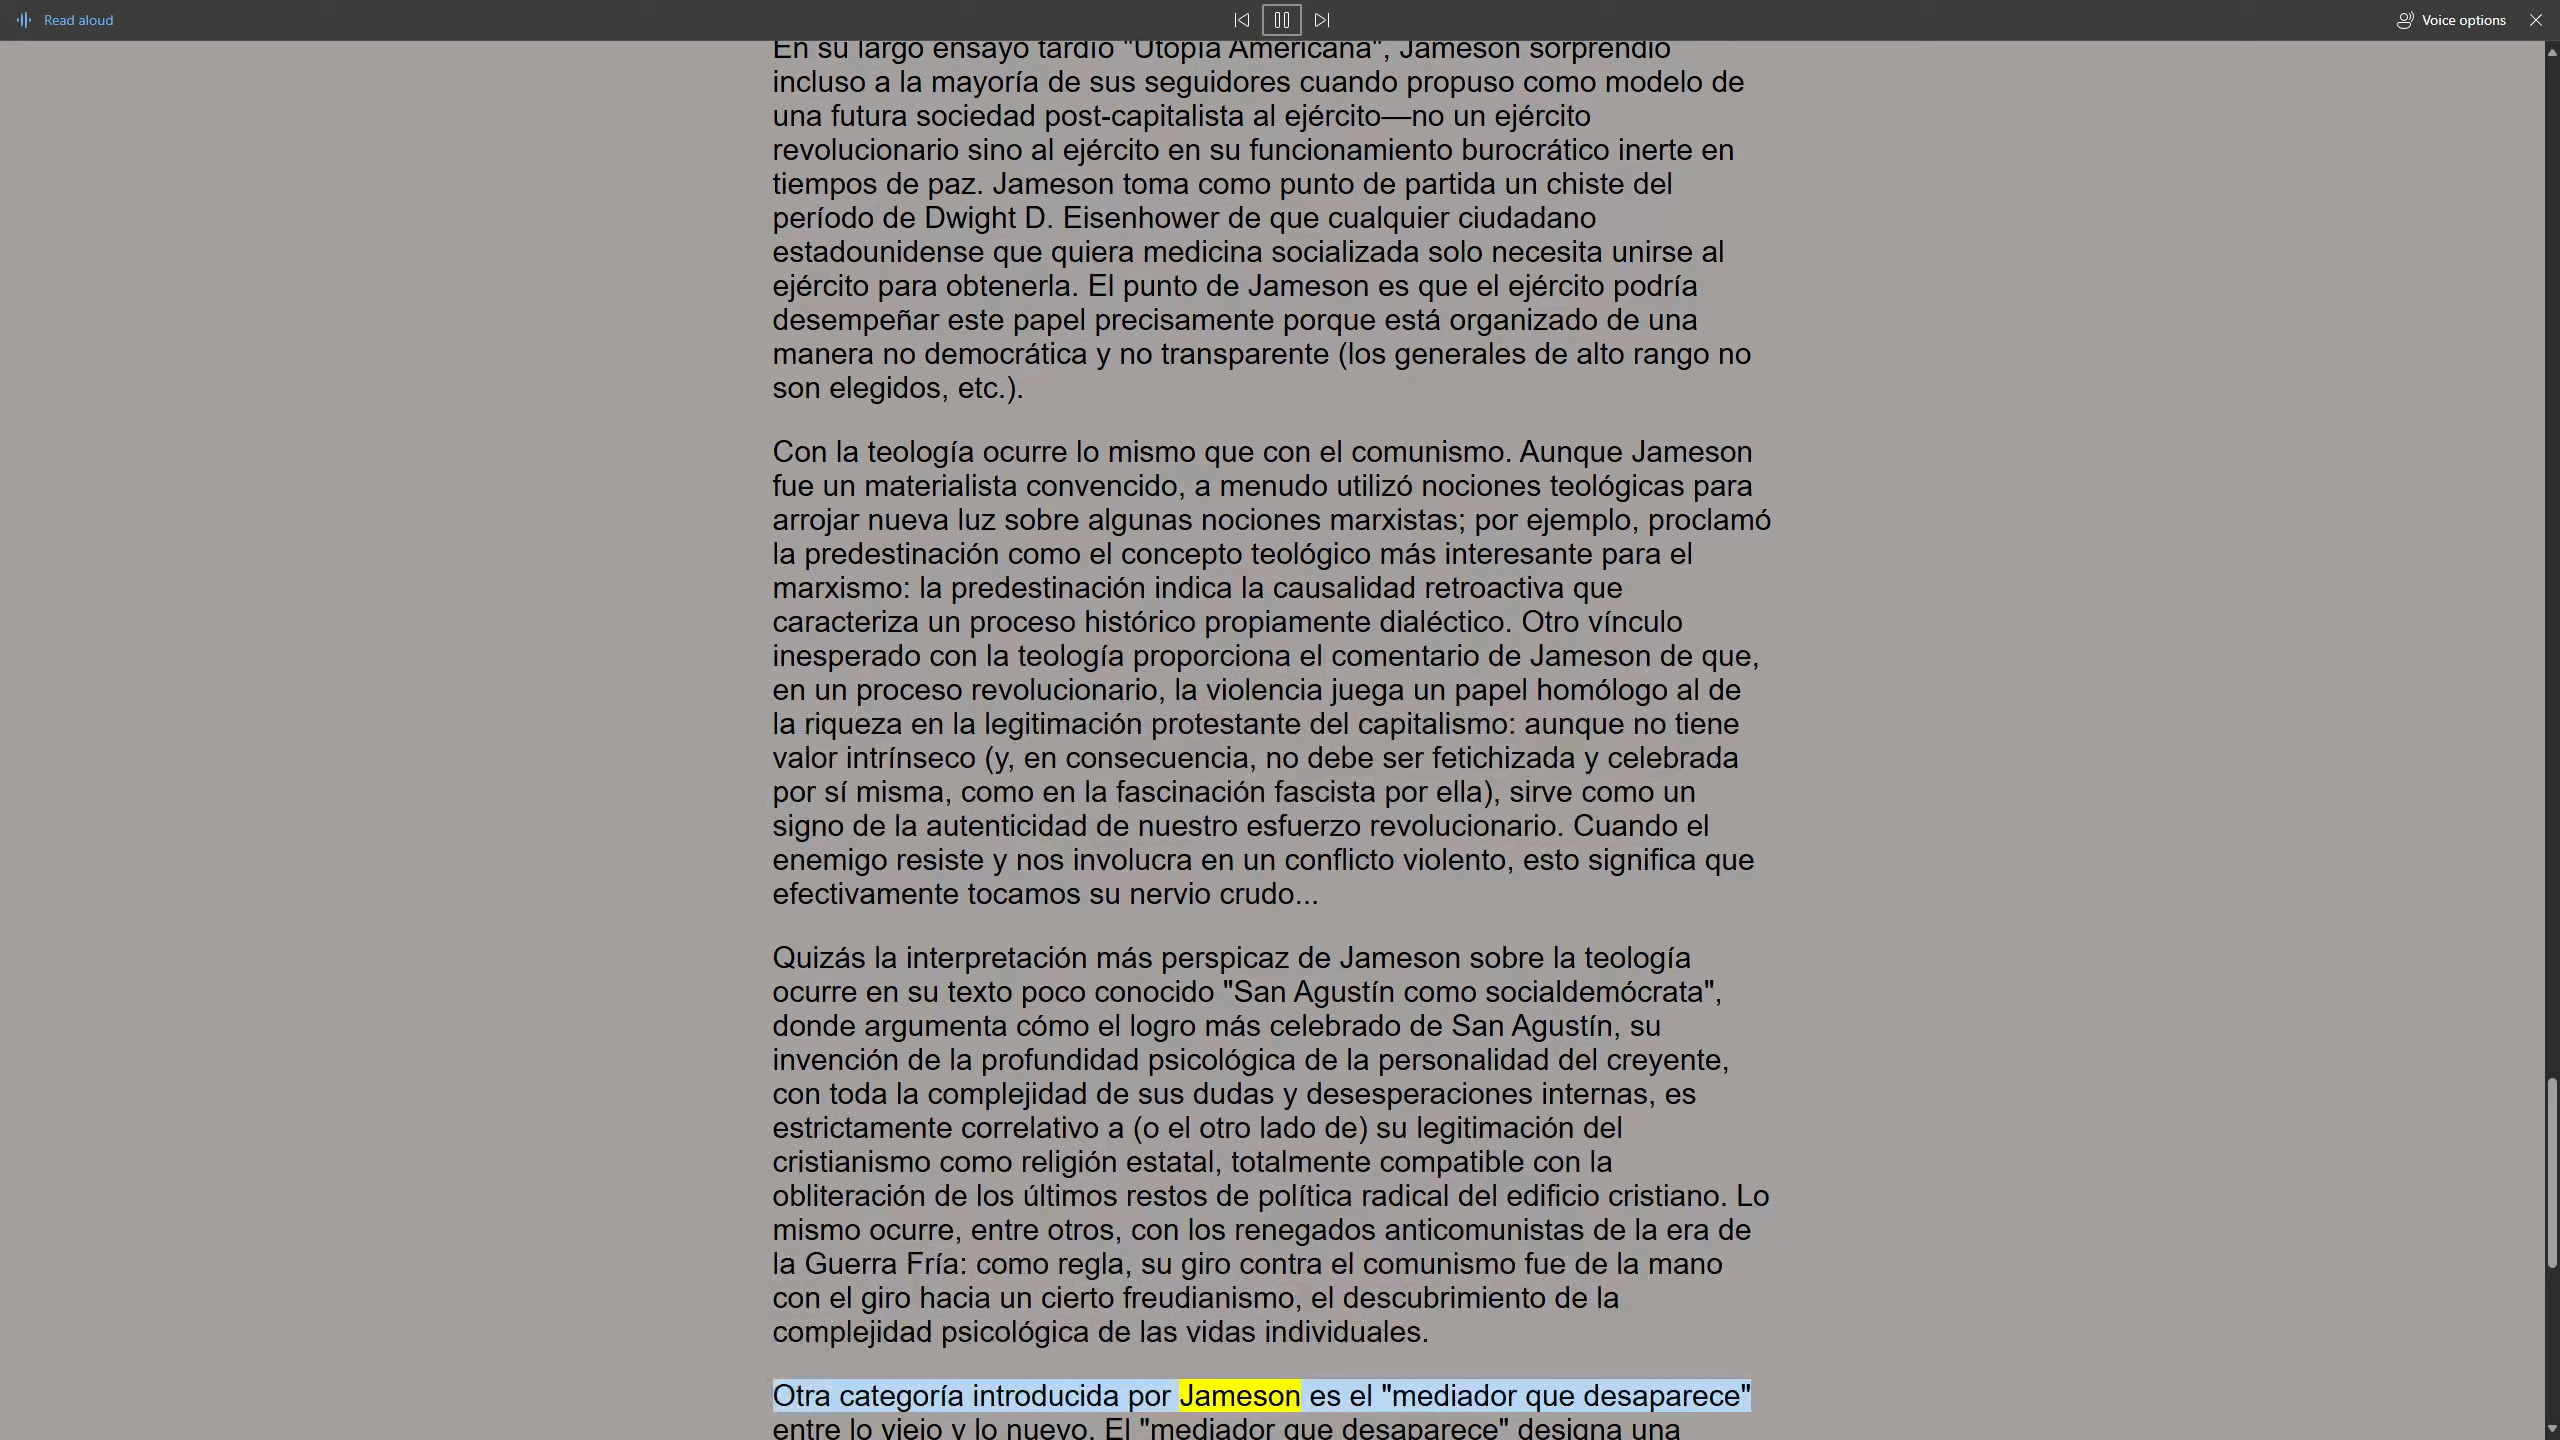 Read aloud
Voice options
En su largo ensayo tardío "Utopía Americana", Jameson sorprendió
incluso a la mayoría de sus seguidores cuando propuso como modelo de
una futura sociedad post-capitalista al ejército—no un ejército
revolucionario sino al ejército en su funcionamiento burocrático inerte en
tiempos de paz. Jameson toma como punto de partida un chiste del
período de Dwight D. Eisenhower de que cualquier ciudadano
estadounidense que quiera medicina socializada solo necesita unirse al
ejército para obtenerla. El punto de Jameson es que el ejército podría
desempeñar este papel precisamente porque está organizado de una
manera no democrática y no transparente (los generales de alto rango no
son elegidos, etc.).
Con la teología ocurre lo mismo que con el comunismo. Aunque Jameson
fue un materialista convencido, a menudo utilizó nociones teológicas para
arrojar nueva luz sobre algunas nociones marxistas; por ejemplo, proclamó
la predestinación como el concepto teológico más interesante para el
marxismo: la predestinación indica la causalidad retroactiva que
caracteriza un proceso histórico propiamente dialéctico. Otro vínculo
inesperado con la teología proporciona el comentario de Jameson de que,
en un proceso revolucionario, la violencia juega un papel homólogo al de
la riqueza en la legitimación protestante del capitalismo: aunque no tiene
valor intrínseco (y, en consecuencia, no debe ser fetichizada y celebrada
por sí misma, como en la fascinación fascista por ella), sirve como un
signo de la autenticidad de nuestro esfuerzo revolucionario. Cuando el
enemigo resiste y nos involucra en un conflicto violento, esto significa que
efectivamente tocamos su nervio crudo...
Quizás la interpretación más perspicaz de Jameson sobre la teología
ocurre en su texto poco conocido "San Agustín como socialdemócrata",
donde argumenta cómo el logro más celebrado de San Agustín, su
invención de la profundidad psicológica de la personalidad del creyente,
con toda la complejidad de sus dudas y desesperaciones internas, es
estrictamente correlativo a (o el otro lado de) su legitimación del
cristianismo como religión estatal, totalmente compatible con la
obliteración de los últimos restos de política radical del edificio cristiano. Lo
mismo ocurre, entre otros, con los renegados anticomunistas de la era de
la Guerra Fría: como regla, su giro contra el comunismo fue de la mano
con el giro hacia un cierto freudianismo, el descubrimiento de la
complejidad psicológica de las vidas individuales.
Otra categoría introducida por Jameson es el "mediador que desaparece"
entre lo viejo y lo nuevo. El "mediador que desaparece" designa una